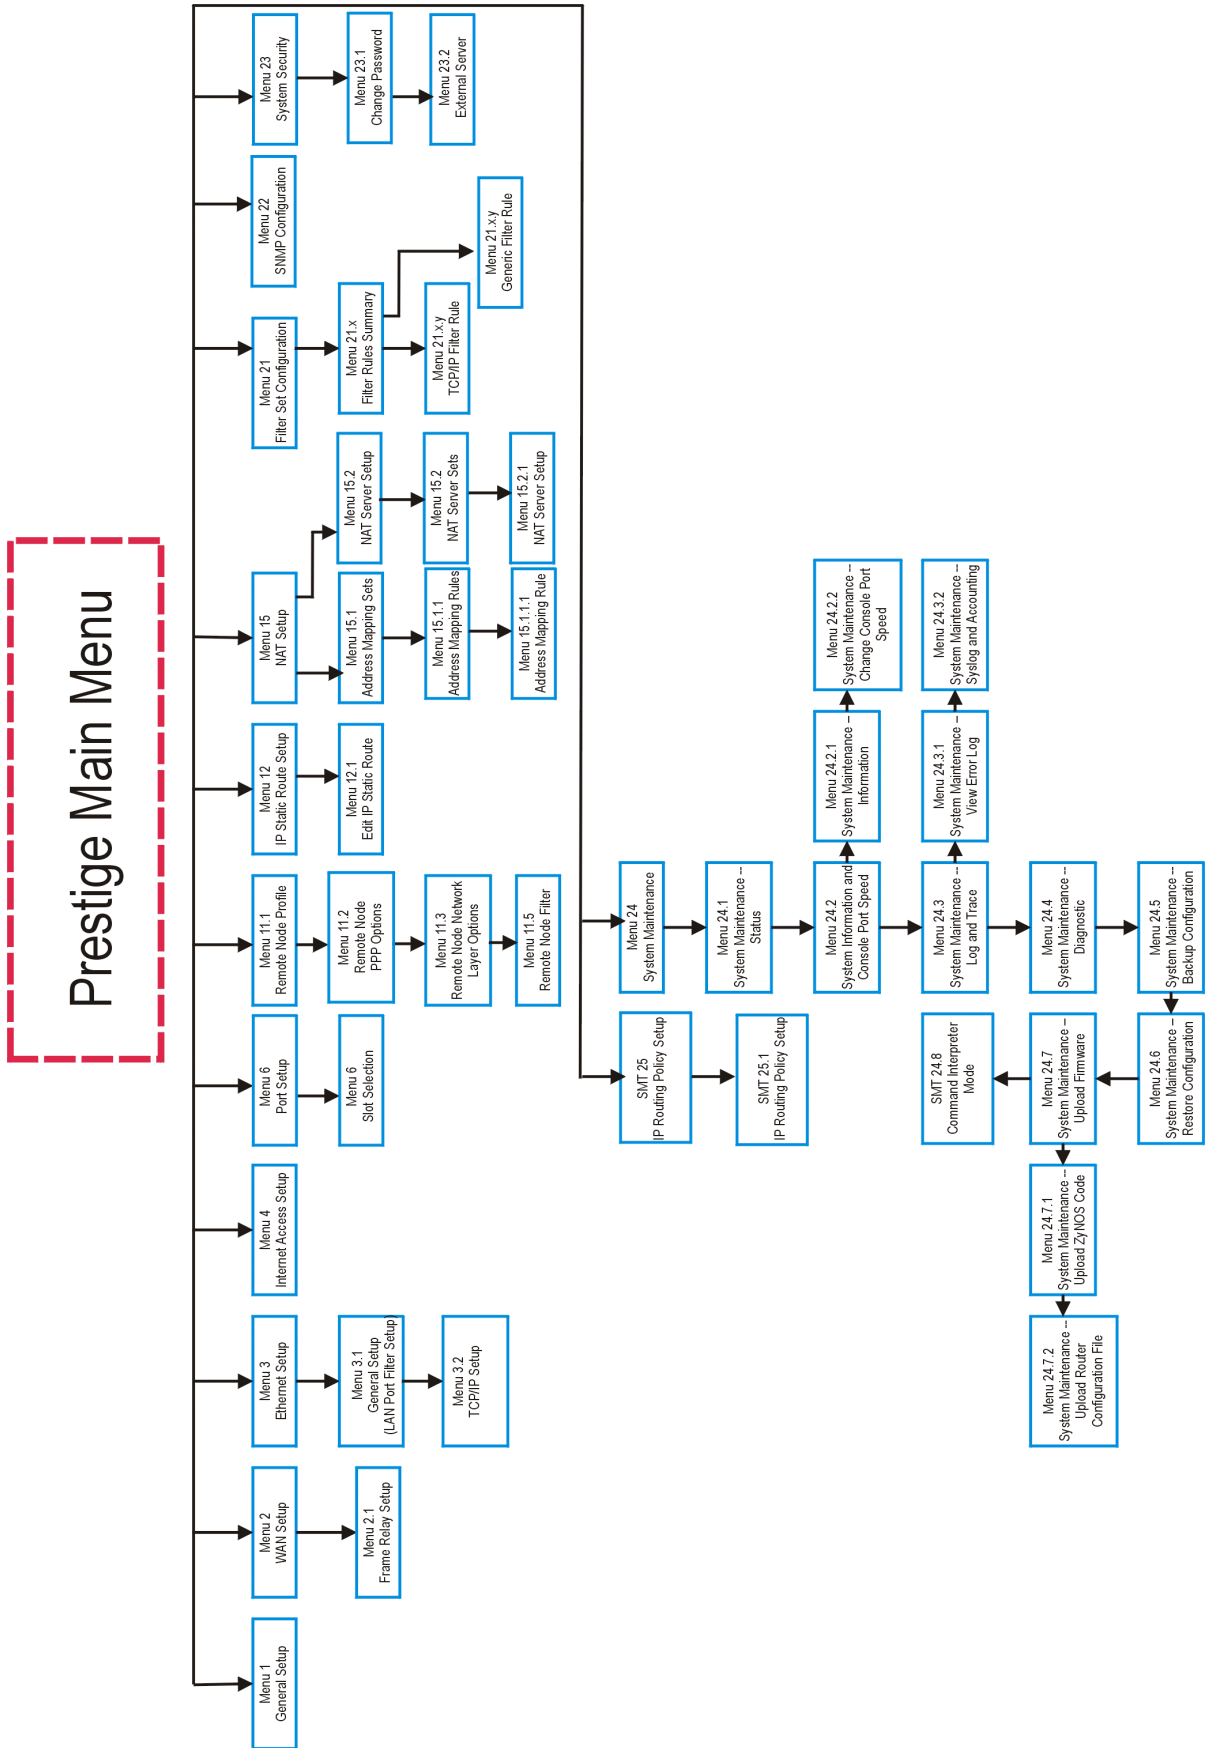 Prestige Main Menu
Menu 1
General Setup
Menu 2
WAN Setup
Menu 2.1
Frame Relay Setup
Menu 3
Ethernet Setup
Menu 3.1
General Setup
(LAN Port Filter Setup)
Menu 3.2
TCP/IP Setup
Menu 4
Internet Access Setup
Menu 6
Port Setup
Menu 6
Slot Selection
Menu 11.1
Remote Node Profile
Menu 11.2
Remote Node
PPP Options
Menu 11.3
Remote Node Network
Layer Options
Menu 11.5
Remote Node Filter
Menu 12
IP Static Route Setup
Menu 12.1
Edit IP Static Route
Menu 15
NAT Setup
Menu 15.1
Address Mapping Sets
Menu 15.1.1
Address Mapping Rules
Menu 15.1.1.1
Address Mapping Rule
Menu 15.2
NAT Server Setup
Menu 15.2
NAT Server Sets
Menu 15.2.1
NAT Server Setup
Menu 21
Filter Set Configuration
Menu 21.x
Filter Rules Summary
Menu 21.x.y
TCP/IP Filter Rule
Menu 21.x.y
Generic Filter Rule
Menu 22
SNMP Configuration
Menu 23
System Security
Menu 23.1
Change Password
Menu 23.2
External Server
SMT 25
IP Routing Policy Setup
SMT 25.1
IP Routing Policy Setup
Menu 24
System Maintenance
Menu 24.1
System Maintenance --
Status
Menu 24.2
System Information and
Console Port Speed
Menu 24.2.1
System Maintenance –
Information
Menu 24.2.2
System Maintenance --
Change Console Port
Speed
Menu 24.3
System Maintenance --
Log and Trace
Menu 24.3.1
System Maintenance –
View Error Log
Menu 24.3.2
System Maintenance --
Syslog and Accounting
Menu 24.4
System Maintenance --
Diagnostic
Menu 24.5
System Maintenance --
Backup Configuration
Menu 24.6
System Maintenance –
Restore Configuration
Menu 24.7
System Maintenance –
Upload Firmware
SMT 24.8
Command Interpreter
Mode
Menu 24.7.1
System Maintenance --
Upload ZyNOS Code
Menu 24.7.2
System Maintenance --
Upload Router
Configuration File